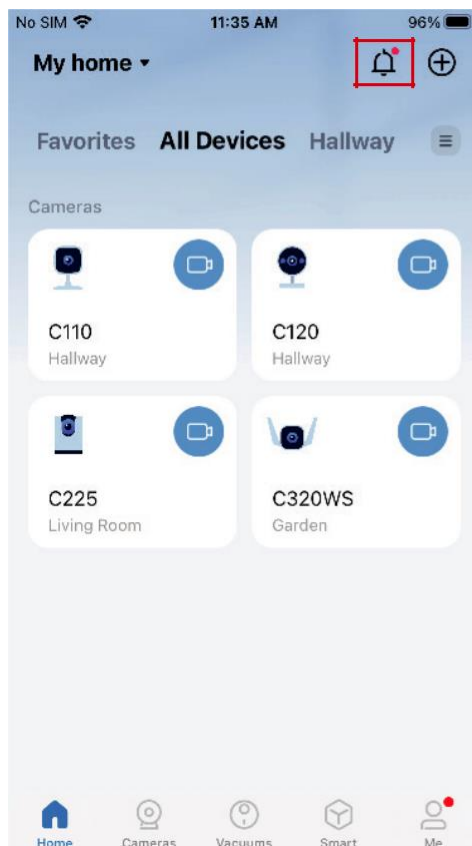 No SIM 11:35 AM 96%
My home
Favorites All Devices Hallway
Cameras
C110 C120
Hallway Hallway
C225 C320WS
Living Room Garden
Home Cameras Vacuums Smart Me